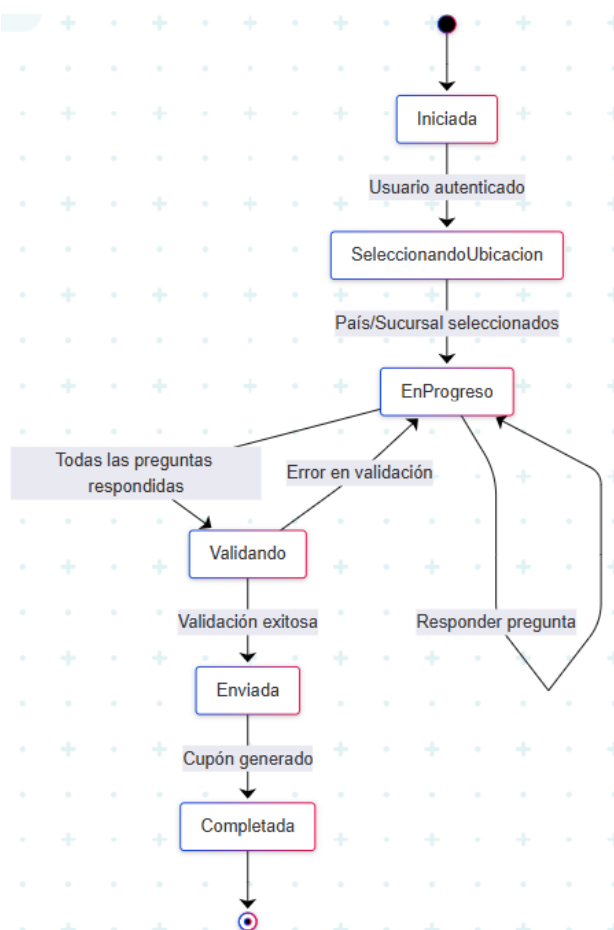 Iniciada
Usuario autenticado
SeleccionandoUbicacion
País/Sucursal seleccionados
EnProgreso
Todas las preguntas
respondidas
Error en validación
Validando
Validación exitosa
Responder pregunta
Enviada
Cupón generado
Completada